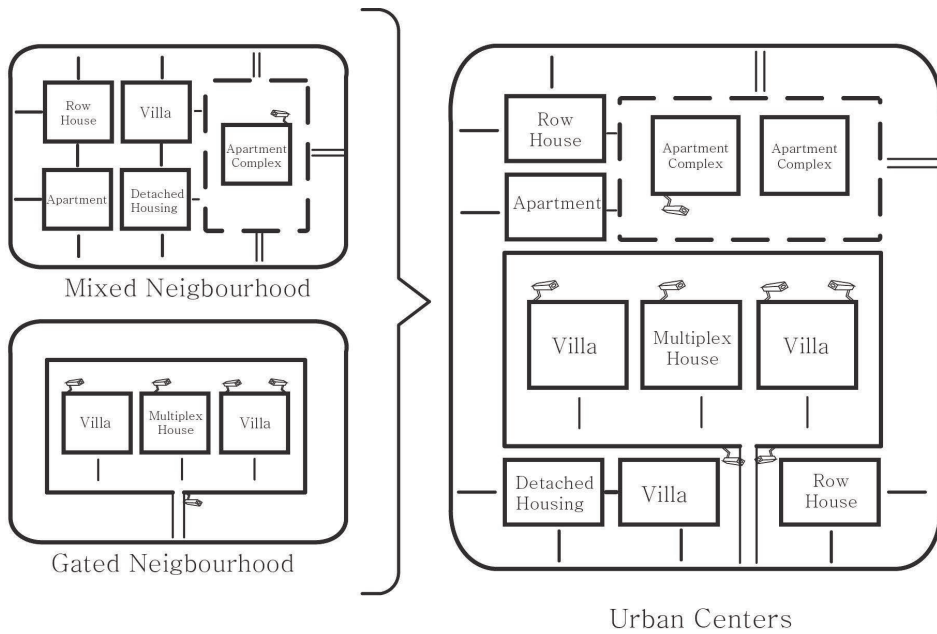 Row
House
Villa
Apartment
Complex
Apartment
Detached
Housing
Mixed Neigbourhood
Villa
Multiplex
House
Villa
Gated Neigbourhood
Row
House
Apartment
Complex
Apartment
Complex
Apartment
Villa
Multiplex
House
Villa
Detached
Housing
Villa
Row
House
Urban Centers